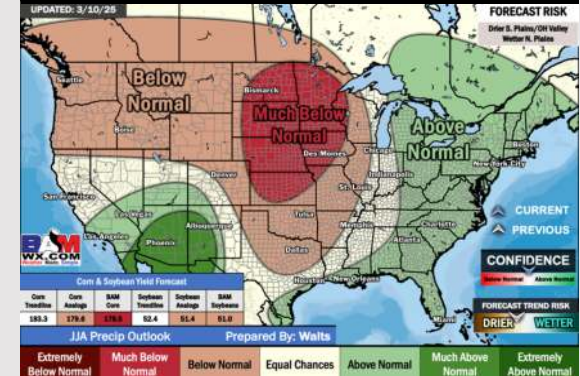 UPDATED: 3/10/25
FORECAST RISK
Drier S. Plains/OH Valley
Wetter N. Plains
Seattle
Below
Normal
Bismarck
Much Below
Normal
Above
Normal
Boise
Des Moines
Chicago
Boston
New York City
Denver
Indianapolis
St. Louis
San Francisco
Las Vegas
Tulsa
CURRENT
PREVIOUS
Los Angeles
Albuquerque
Memphis
Charlotte
Phoenix
Dallas
Atlanta
BAM
WX.COM
CONFIDENCE
Below Normal Above Normal
Houston
New Orleans
Corn & Soybean Yield Forecast
Corn Trendline
Corn Analogs
BAM Corn
Soybean Trendline
Soybean Analogs
BAM Soybeans
183.3
179.6
52.4
51.4
51.0
Miami
FORECAST TREND RISK
DRIER WETTER
JJA Precip Outlook Prepared By: Walts
Extremely Below Normal
Much Below Normal
Below Normal
Equal Chances
Above Normal
Much Above Normal
Extremely Above Normal